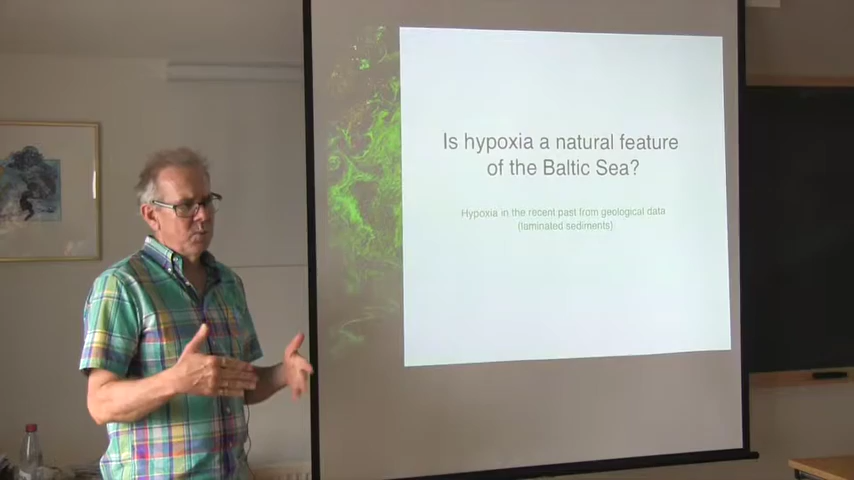 Is hypoxia a natural feature
of the Baltic Sea?
Hypoxia in the recent past from geological data
(laminated sediments)